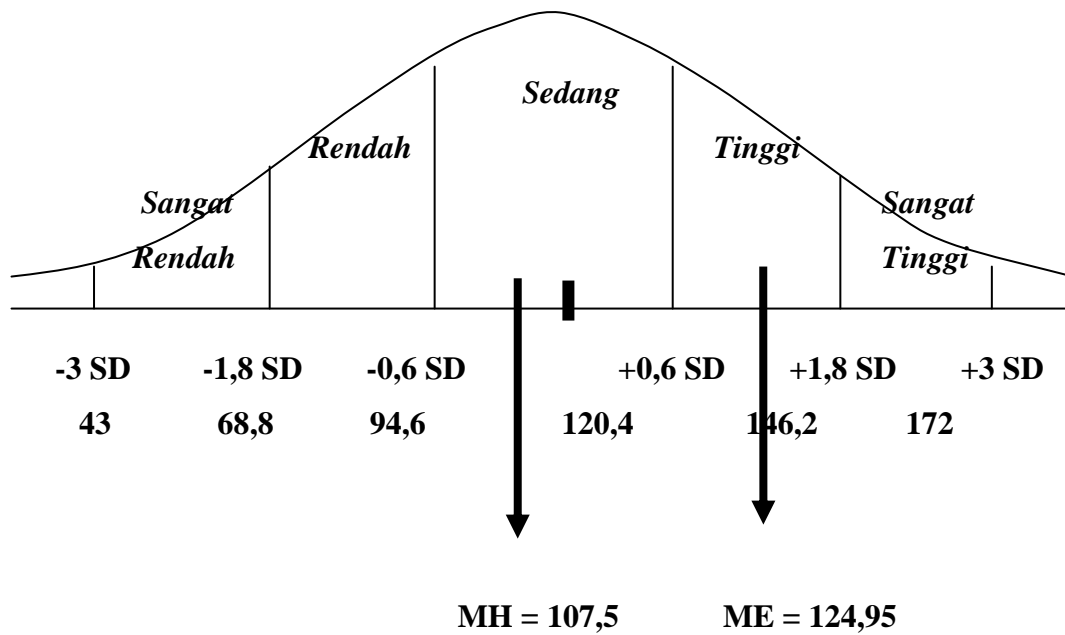 Sedang
Rendah Tinggi
Sangat Sangat
Rendah Tinggi
-3 SD -1,8 SD -0,6 SD +0,6 SD +1,8 SD +3 SD
43 68,8 94,6 120,4 146,2 172
MH = 107,5 ME = 124,95